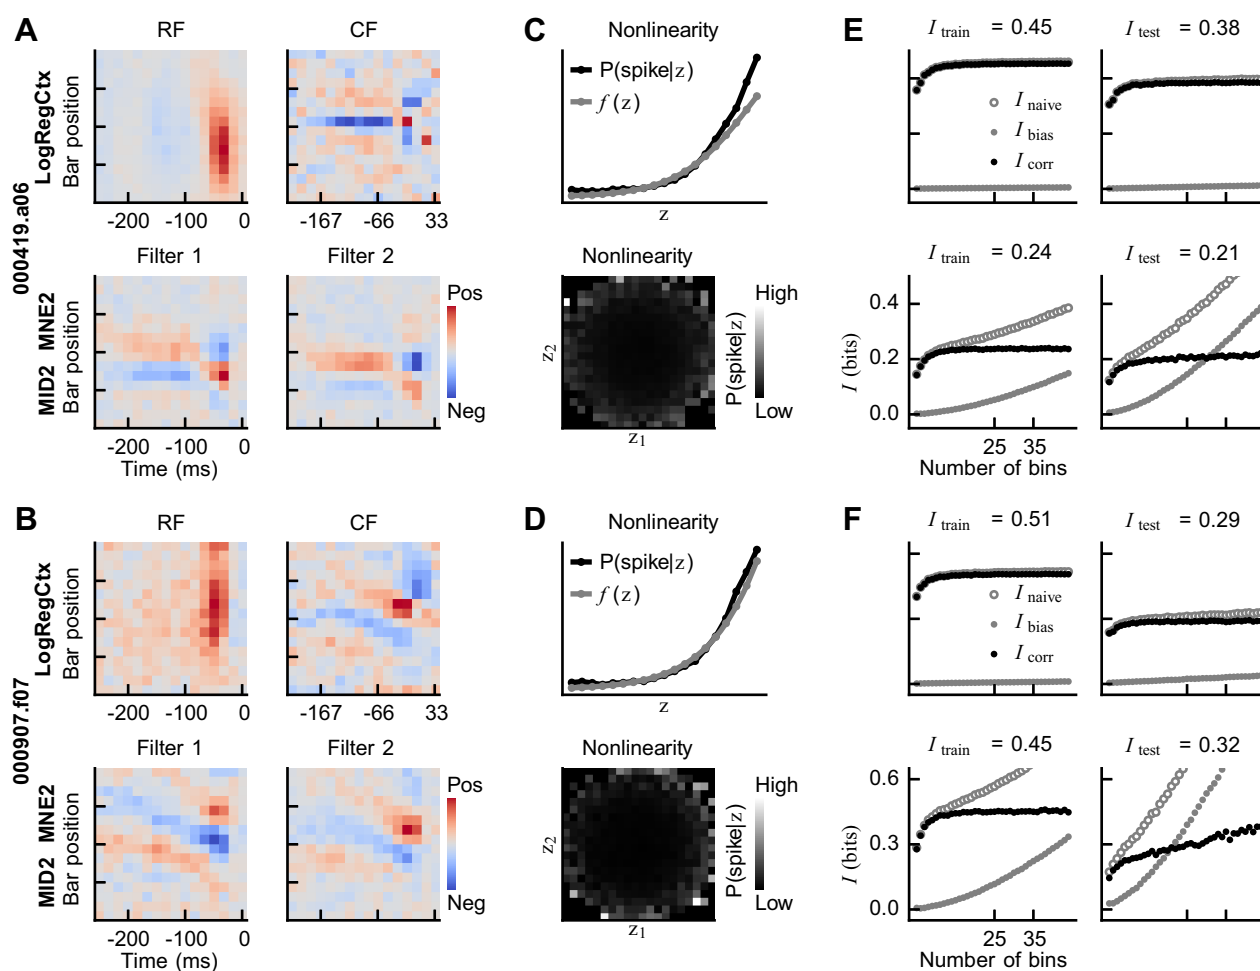 A
RF
CF
LogRegCtx
Bar position
-200 -100 0
-167 -66 33
000419.a06
Filter 1
Filter 2
MID2 MNE2
Bar position
Pos
Neg
-200 -100 0
Time (ms)
C
Nonlinearity
P(spike|z)
f(z)
z
Nonlinearity
z2
z1
High
Low
P(spike|z)
E
I train = 0.45
I test = 0.38
I naive
I bias
I corr
I train = 0.24
I test = 0.21
0.4
0.2
0.0
I (bits)
25 35
Number of bins
B
RF
CF
LogRegCtx
Bar position
-200 -100 0
-167 -66 33
000907.f07
Filter 1
Filter 2
MID2 MNE2
Bar position
Pos
Neg
-200 -100 0
Time (ms)
D
Nonlinearity
P(spike|z)
f(z)
z
Nonlinearity
z2
z1
High
Low
P(spike|z)
F
I train = 0.51
I test = 0.29
I naive
I bias
I corr
I train = 0.45
I test = 0.32
0.6
0.3
0.0
I (bits)
25 35
Number of bins